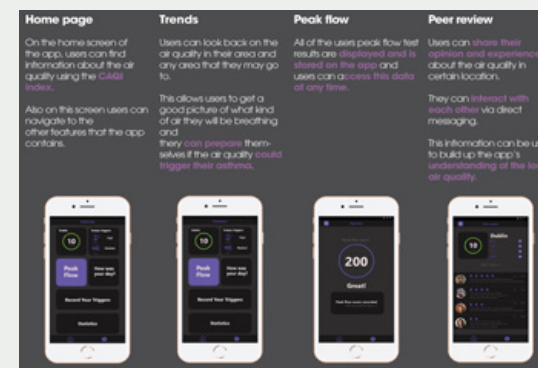 Home page
On the home screen of
the app, users can find
infromation about the air
quality using the CAQI
index.
Also on this screen users can
navigate to the
other features that the app
contains.
Trends
Users can look back on the
air quality in their area and
any area that they may go
to.
This allows users to get a
good picture of what kind
of air they will be breathing
and
thery can prepare them-
selves if the air quality could
trigger their asthma.
Peak flow
All of the users peak flow test
results are displayed and is
stored on the app and
users can access this data
at any time.
Peer review
Users can share their
opinion and experience
about the air quality in
certain location.
They can interact with
each other via direct
messaging.
This infromation can be u
to build up the app's
understanding of the lo
air quality.
10
Peak
Flow
How was
your day?
Record Your Triggers
Statistics
10
Peak
Flow
How was
your day?
Record Your Triggers
Statistics
200
Great!
10
Dublin